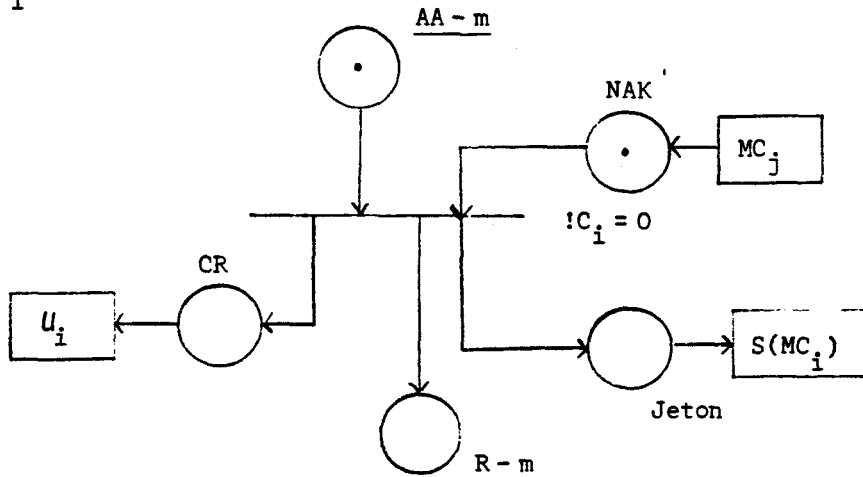 1
AA-m
NAK
MC_j
!C_i = 0
CR
U_i
S(MC_i)
Jeton
R-m